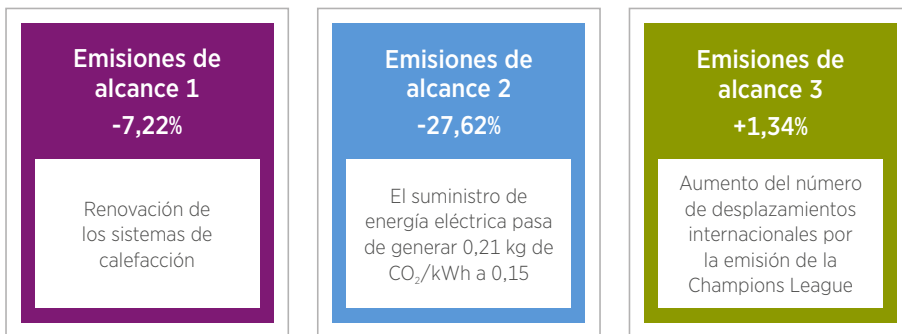 Emisiones de
alcance 1
-7,22%
Renovación de
los sistemas de
calefacción
Emisiones de
alcance 2
-27,62%
El suministro de
energía eléctrica pasa
de generar 0,21 kg de
CO₂/kWh a 0,15
Emisiones de
alcance 3
+1,34%
Aumento del número
de desplazamientos
internacionales por
la emisión de la
Champions League